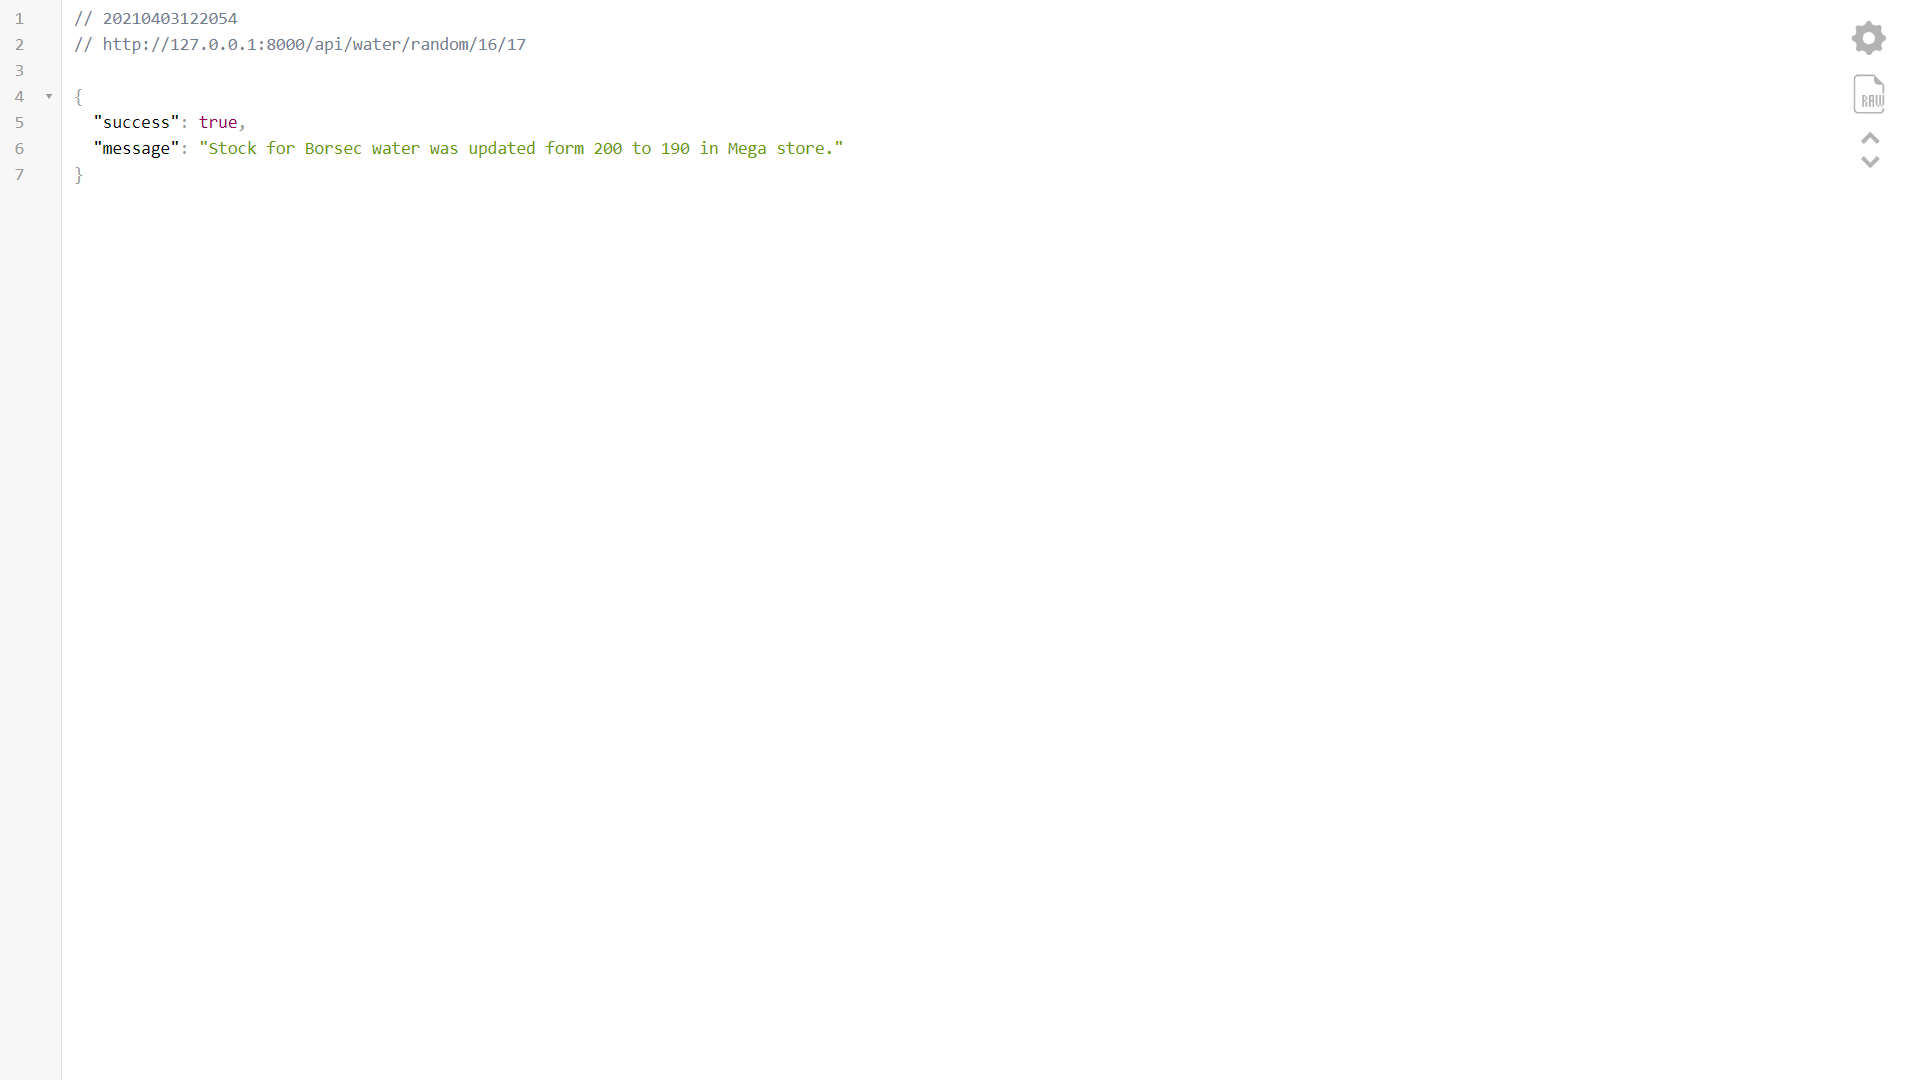 1 // 20210403122054
2 // http://127.0.0.1:8000/api/water/random/16/17
3
4 {
5 "success": true,
6 "message": "Stock for Borsec water was updated form 200 to 190 in Mega store."
7 }
RAW